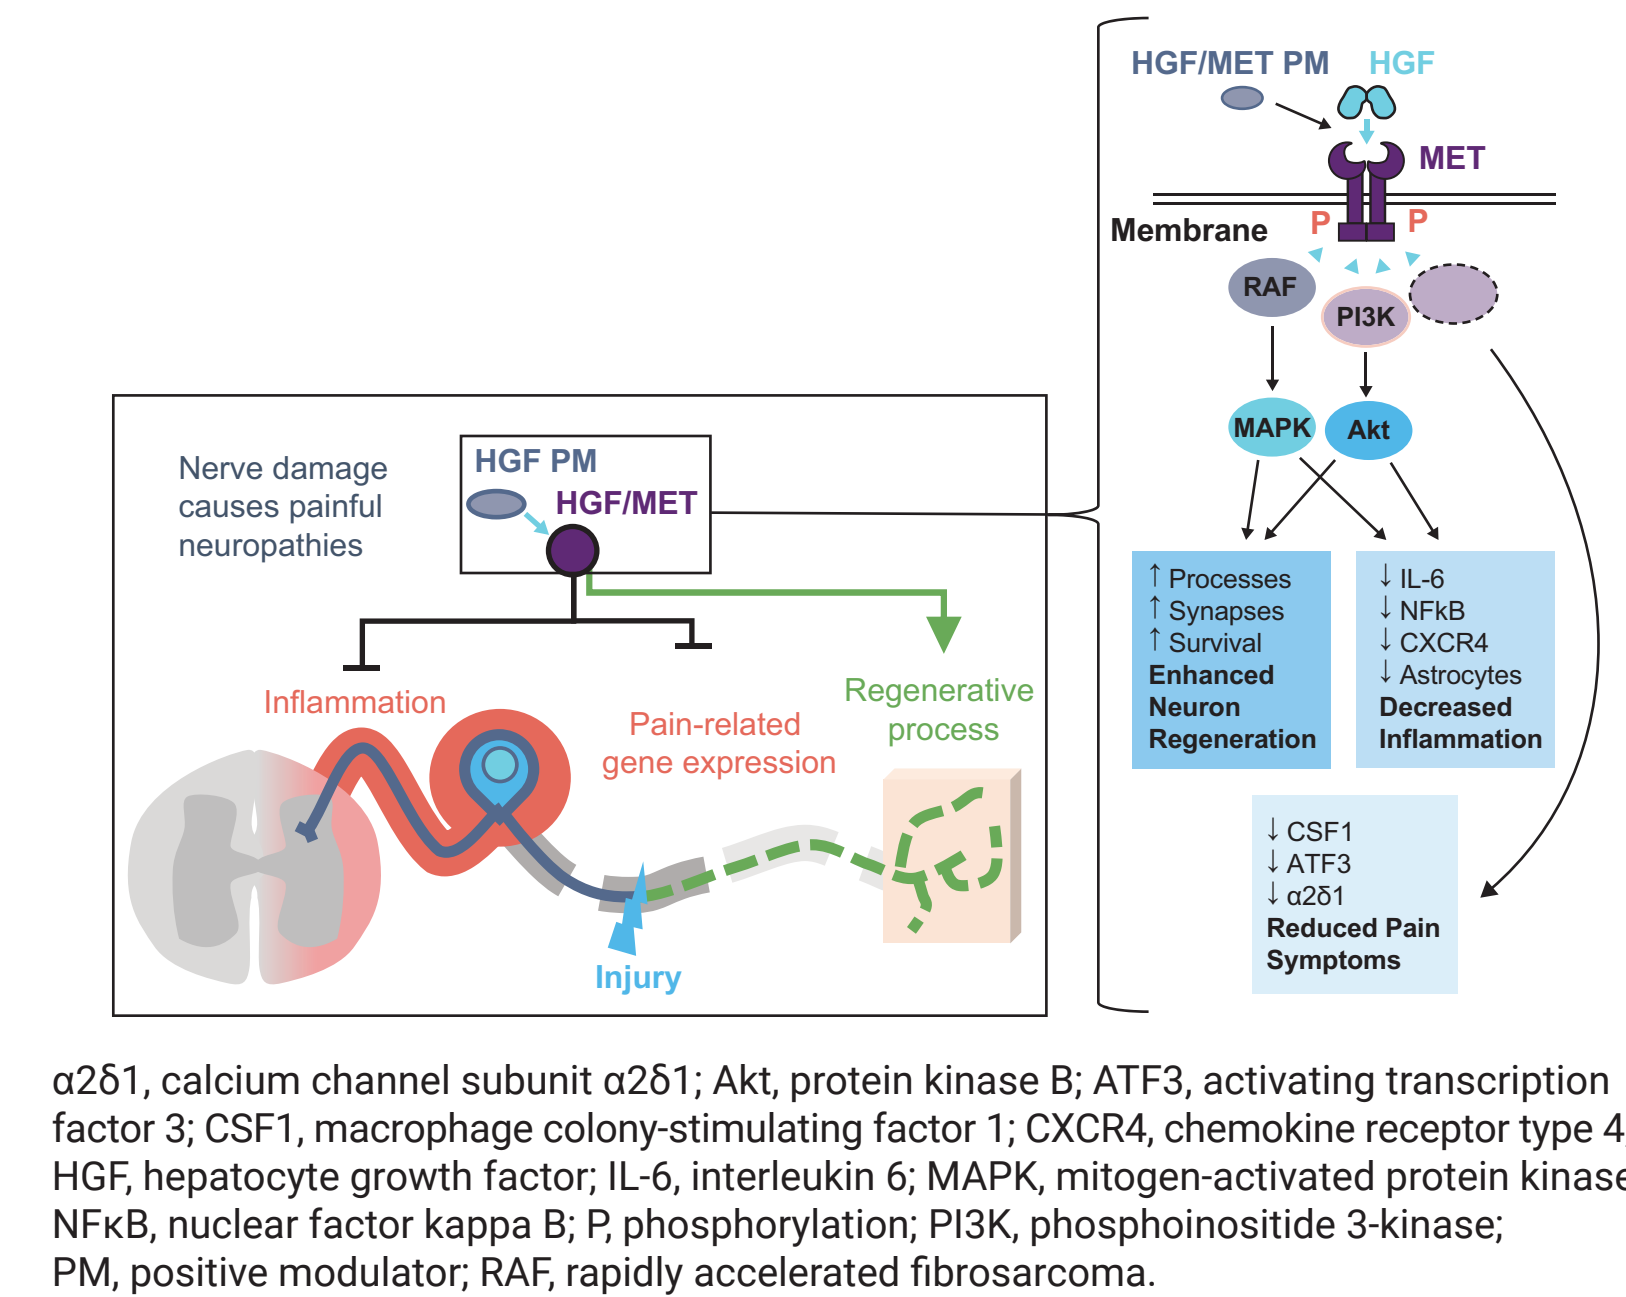 HGF/MET PM
HGF
MET
Membrane
P
P
RAF
PI3K
MAPK
Akt
↑ Processes
↑ Synapses
↑ Survival
Enhanced
Neuron
Regeneration
↓ IL-6
↓ NFkB
↓ CXCR4
↓ Astrocytes
Decreased
Inflammation
↓ CSF1
↓ ATF3
↓ α2δ1
Reduced Pain
Symptoms
Nerve damage
causes painful
neuropathies
HGF PM
HGF/MET
Inflammation
Pain-related
gene expression
Regenerative
process
Injury
α2δ1, calcium channel subunit α2δ1; Akt, protein kinase B; ATF3, activating transcription
factor 3; CSF1, macrophage colony-stimulating factor 1; CXCR4, chemokine receptor type 4;
HGF, hepatocyte growth factor; IL-6, interleukin 6; MAPK, mitogen-activated protein kinase
NFκB, nuclear factor kappa B; P, phosphorylation; PI3K, phosphoinositide 3-kinase;
PM, positive modulator; RAF, rapidly accelerated fibrosarcoma.